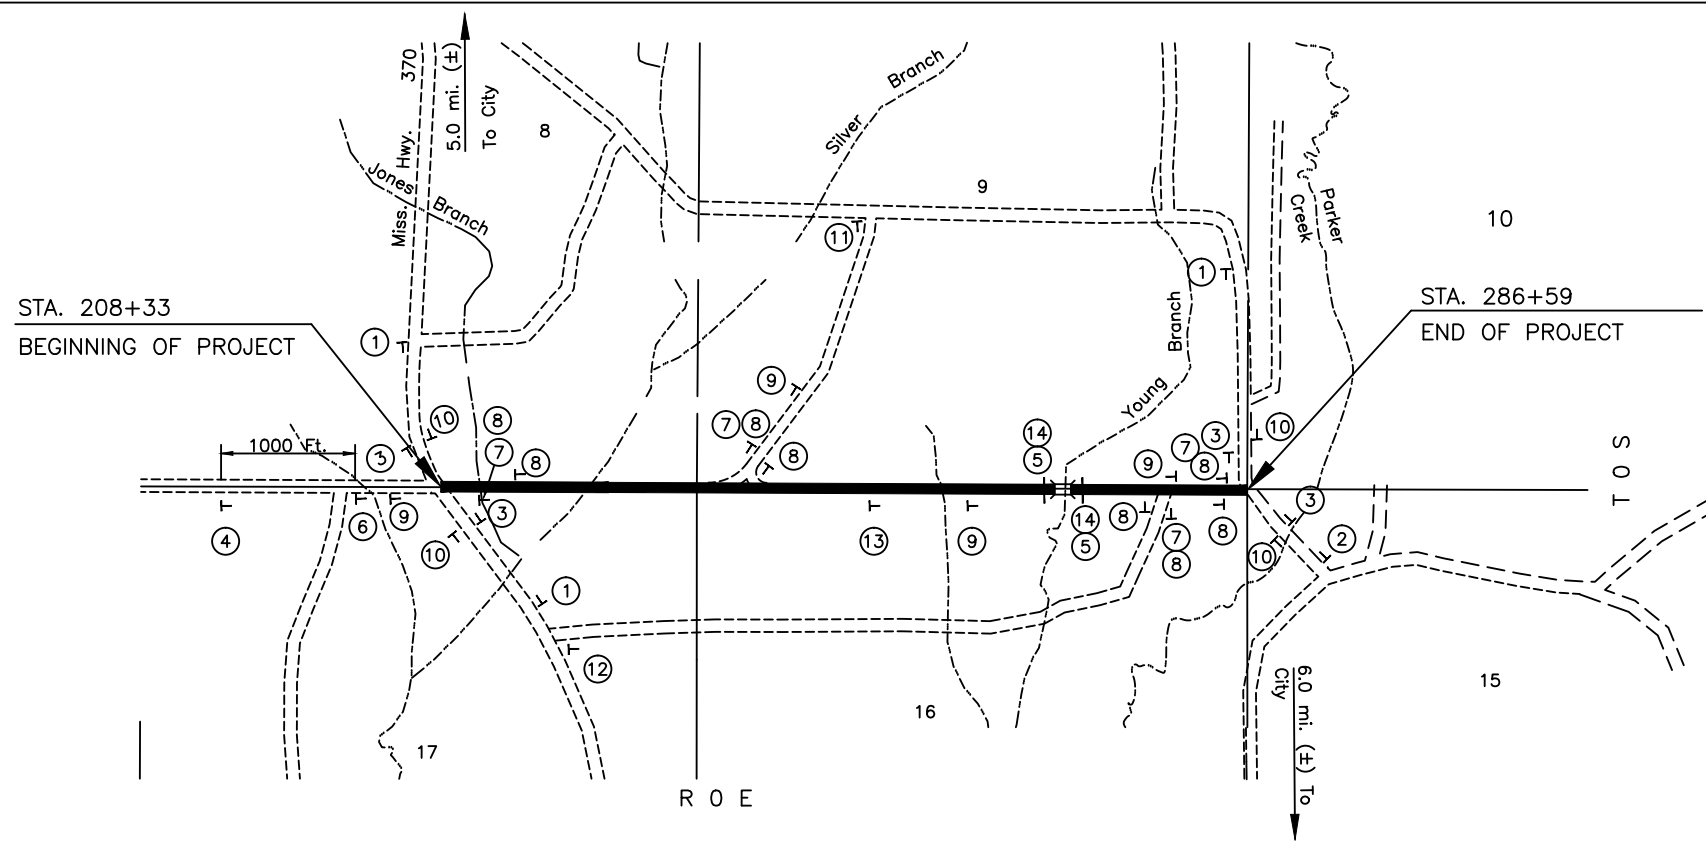 370
Miss. Hwy.
5.0 mi. (±)
To City
8
Jones Branch
Silver Branch
9
Parker
Creek
10
11
1
STA. 208+33
BEGINNING OF PROJECT
STA. 286+59
END OF PROJECT
1
Young Branch
9
10
8
7
8
3
7 8
8
14
5
9
7 3
8
10
1000 Ft.
T O S
4
6
9
3
10
13
9
14
5
8
7
8
8
3
10
2
1
12
17
16
15
6.0 mi. (±) To
City
R O E